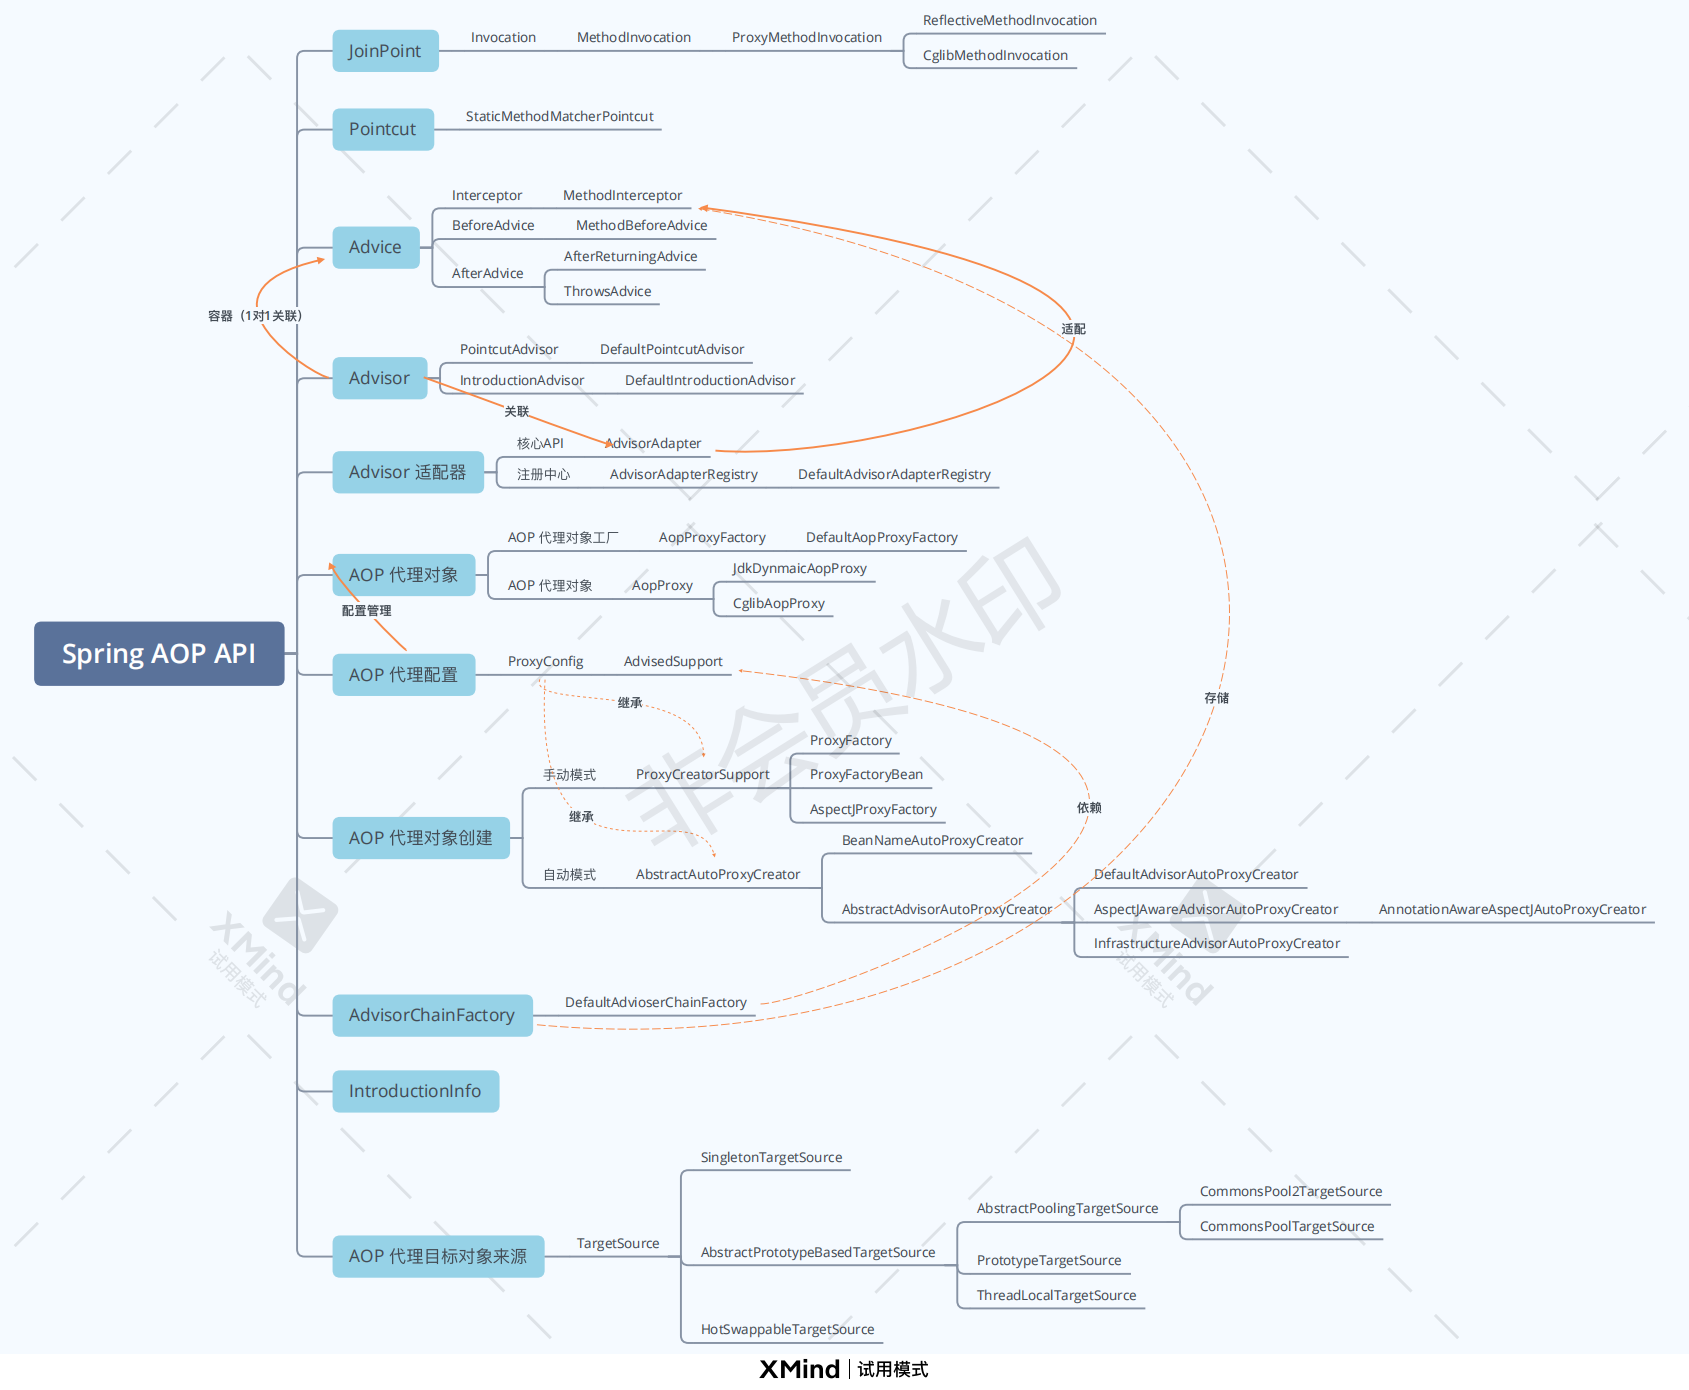 Spring AOP API
JoinPoint
Invocation
MethodInvocation
ProxyMethodInvocation
ReflectiveMethodInvocation
CglibMethodInvocation
Pointcut
StaticMethodMatcherPointcut
Advice
Interceptor
MethodInterceptor
BeforeAdvice
MethodBeforeAdvice
AfterAdvice
AfterReturningAdvice
ThrowsAdvice
容器（1对1关联）
适配
Advisor
PointcutAdvisor
DefaultPointcutAdvisor
IntroductionAdvisor
DefaultIntroductionAdvisor
关联
Advisor 适配器
核心API
AdvisorAdapter
注册中心
AdvisorAdapterRegistry
DefaultAdvisorAdapterRegistry
AOP 代理对象
AOP 代理对象工厂
AopProxyFactory
DefaultAopProxyFactory
AOP 代理对象
AopProxy
JdkDynmaicAopProxy
CglibAopProxy
配置管理
AOP 代理配置
ProxyConfig
AdvisedSupport
继承
存储
AOP 代理对象创建
手动模式
ProxyCreatorSupport
ProxyFactory
ProxyFactoryBean
AspectJProxyFactory
继承
依赖
自动模式
AbstractAutoProxyCreator
BeanNameAutoProxyCreator
AbstractAdvisorAutoProxyCreator
DefaultAdvisorAutoProxyCreator
AspectJAwareAdvisorAutoProxyCreator
AnnotationAwareAspectJAutoProxyCreator
InfrastructureAdvisorAutoProxyCreator
AdvisorChainFactory
DefaultAdvioserChainFactory
IntroductionInfo
AOP 代理目标对象来源
TargetSource
SingletonTargetSource
AbstractPrototypeBasedTargetSource
AbstractPoolingTargetSource
CommonsPool2TargetSource
CommonsPoolTargetSource
PrototypeTargetSource
ThreadLocalTargetSource
HotSwappableTargetSource
非会员水印
XMind
试用模式
XMind
试用模式
XMind | 试用模式